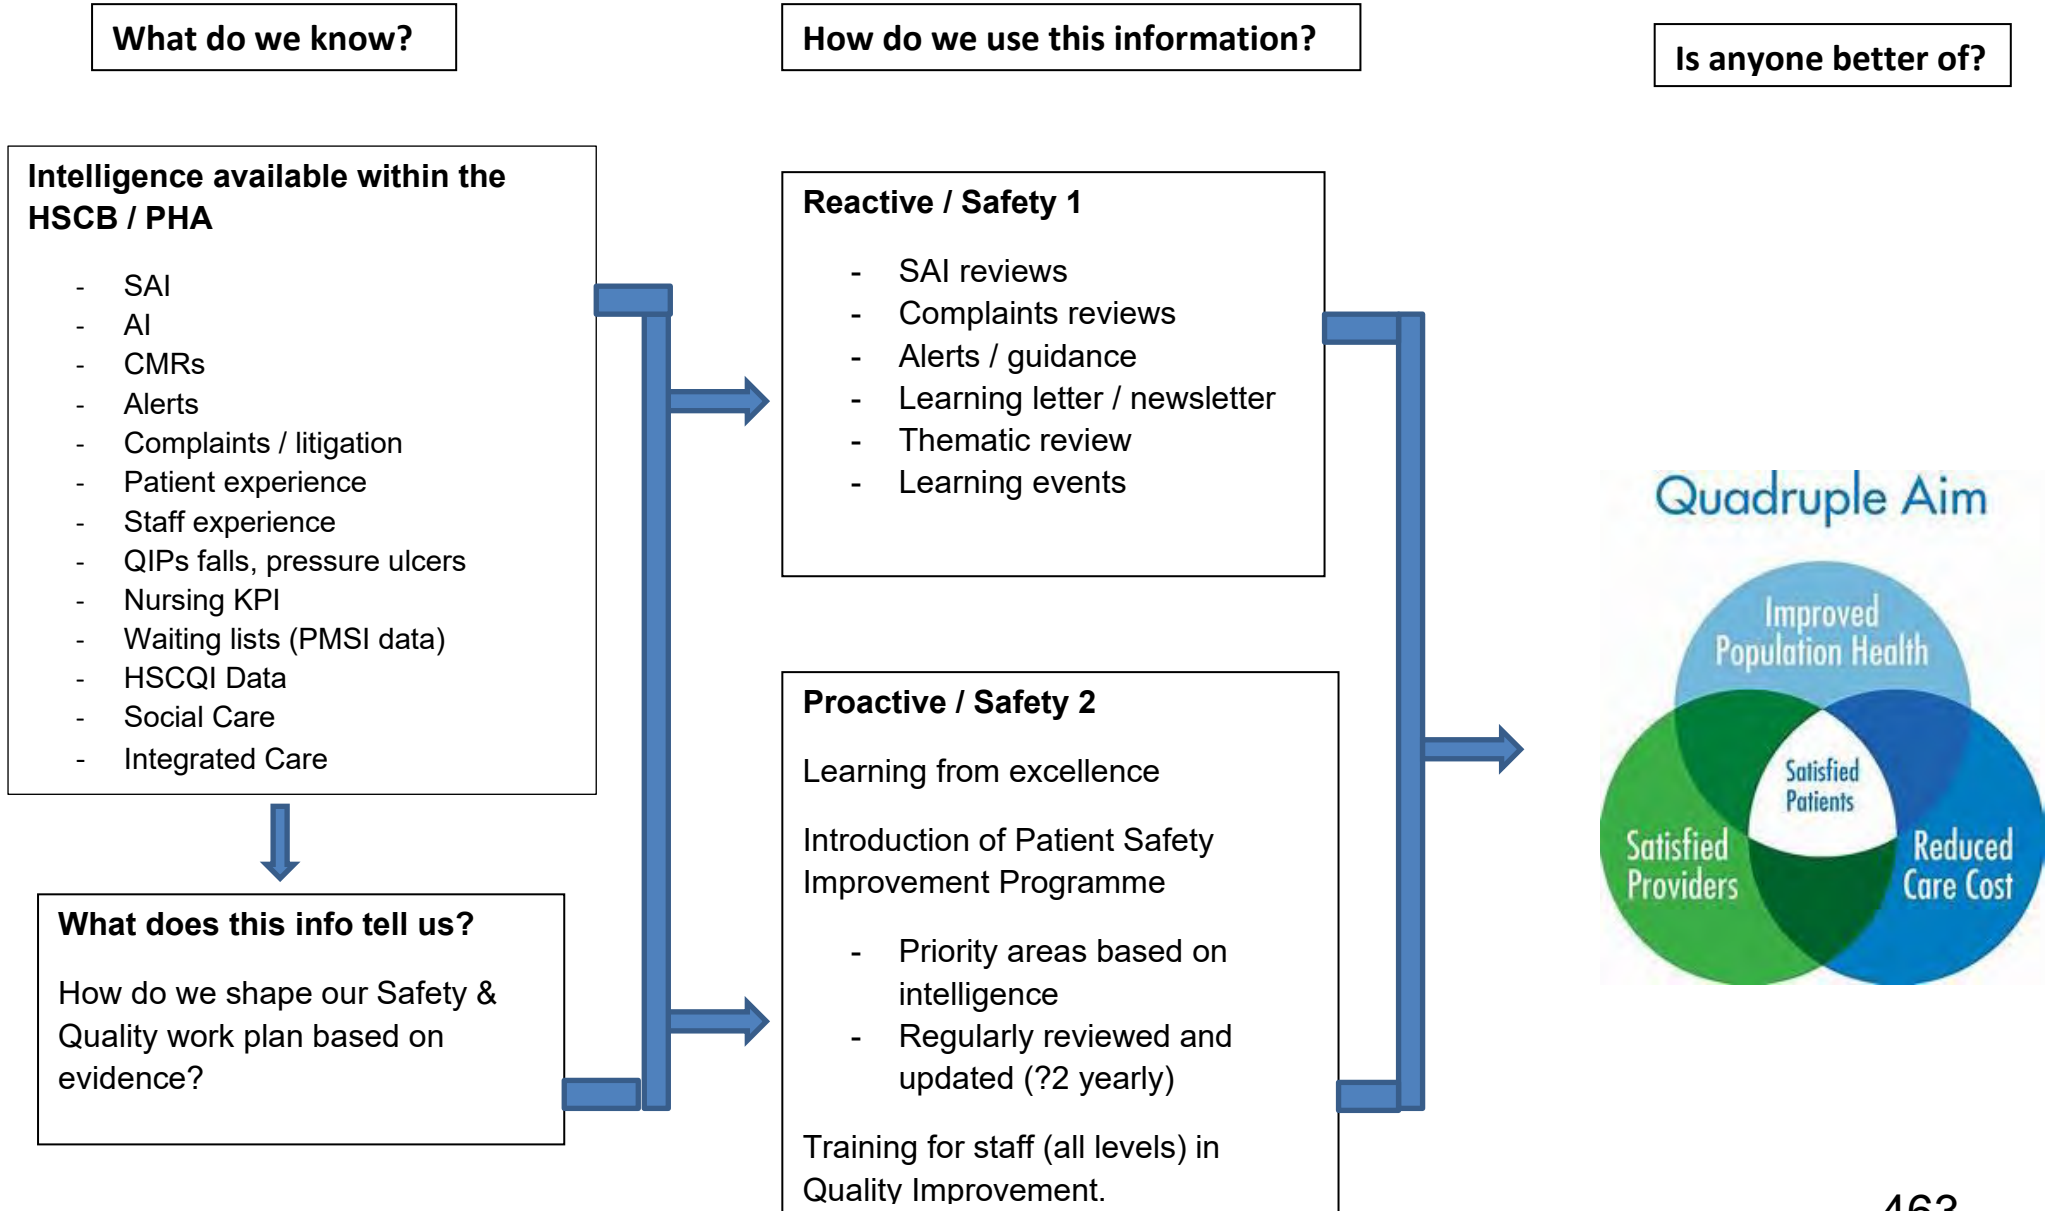 What do we know?
How do we use this information?
Is anyone better of?
Intelligence available within the
HSCB / PHA
- SAI
- AI
- CMRs
- Alerts
- Complaints / litigation
- Patient experience
- Staff experience
- QIPs falls, pressure ulcers
- Nursing KPI
- Waiting lists (PMSI data)
- HSCQI Data
- Social Care
- Integrated Care
What does this info tell us?
How do we shape our Safety &
Quality work plan based on
evidence?
Reactive / Safety 1
- SAI reviews
- Complaints reviews
- Alerts / guidance
- Learning letter / newsletter
- Thematic review
- Learning events
Proactive / Safety 2
Learning from excellence
Introduction of Patient Safety
Improvement Programme
- Priority areas based on
intelligence
- Regularly reviewed and
updated (?2 yearly)
Training for staff (all levels) in
Quality Improvement.
Quadruple Aim
Improved
Population Health
Satisfied
Patients
Satisfied
Providers
Reduced
Care Cost
463